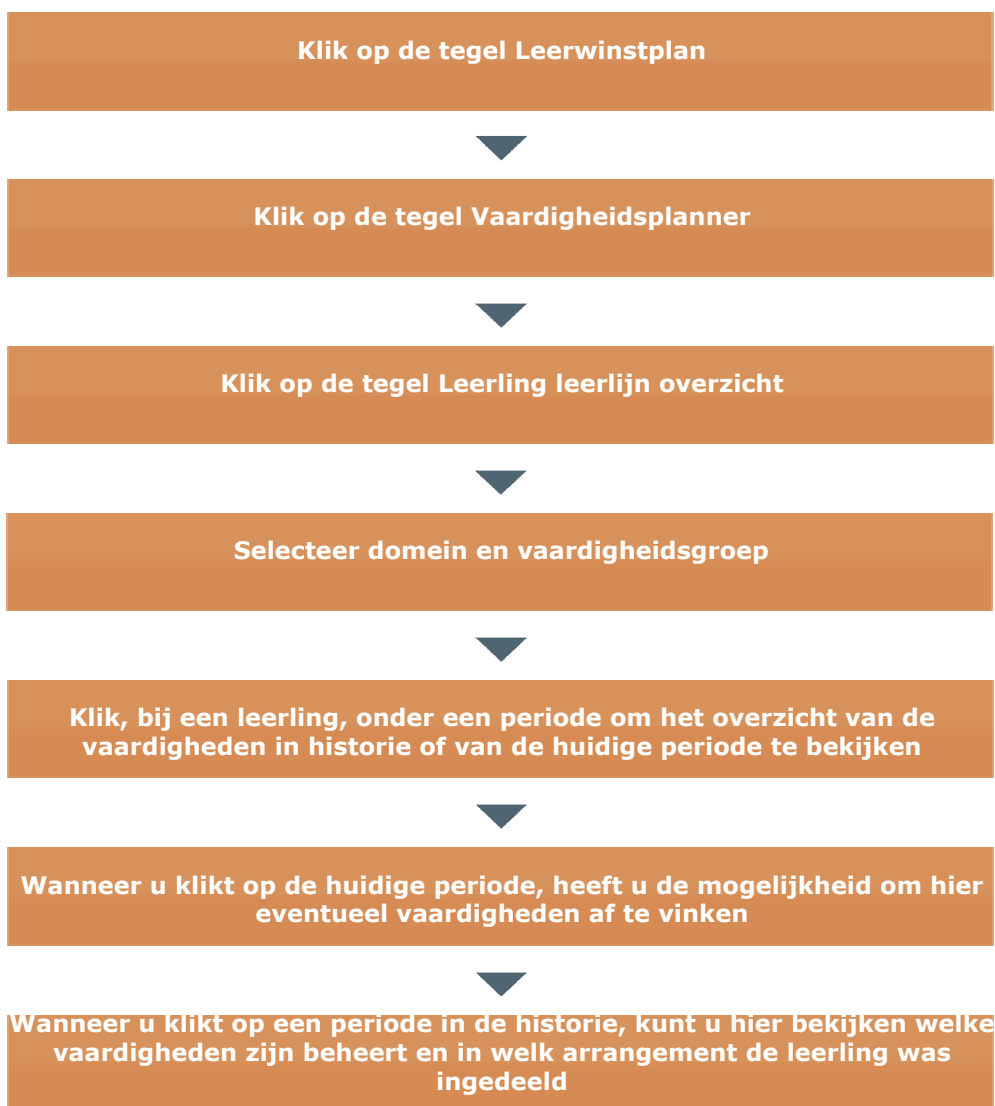 Klik op de tegel Leerwinstplan
Klik op de tegel Vaardigheidsplanner
Klik op de tegel Leerling leerlijn overzicht
Selecteer domein en vaardigheidsgroep
Klik, bij een leerling, onder een periode om het overzicht van de
vaardigheden in historie of van de huidige periode te bekijken
Wanneer u klikt op de huidige periode, heeft u de mogelijkheid om hier
eventueel vaardigheden af te vinken
Wanneer u klikt op een periode in de historie, kunt u hier bekijken welke
vaardigheden zijn beheert en in welk arrangement de leerling was
ingedeeld